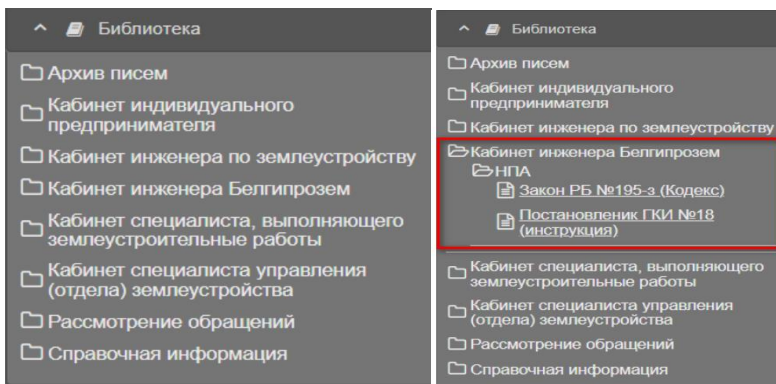 Библиотека
Архив писем
Кабинет индивидуального
предпринимателя
Кабинет инженера по землеустройству
Кабинет инженера Белгипрозем
Кабинет специалиста, выполняющего
землеустроительные работы
Кабинет специалиста управления
(отдела) землеустройства
Рассмотрение обращений
Справочная информация
Библиотека
Архив писем
Кабинет индивидуального
предпринимателя
Кабинет инженера по землеустройству
Кабинет инженера Белгипрозем
НПА
Закон РБ №195-з (Кодекс)
Постановленик ГКИ №18
(инструкция)
Кабинет специалиста, выполняющего
землеустроительные работы
Кабинет специалиста управления
(отдела) землеустройства
Рассмотрение обращений
Справочная информация